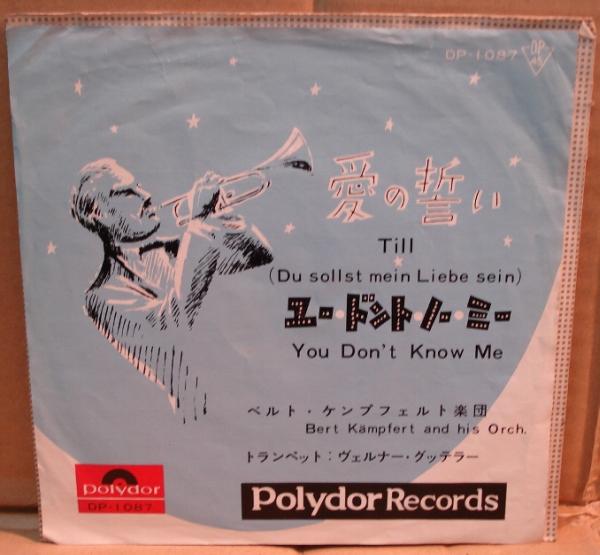 DP-1087
DP
45
愛の誓い
Till
(Du sollst mein Liebe sein)
ユー・ドント・ノー・ミー
You Don't Know Me
ベルト・ケンプフェルト楽団
Bert Kämpfert and his Orch.
トランペット:ヴェルナー・グッテラー
polydor
DP-1087
Polydor Records